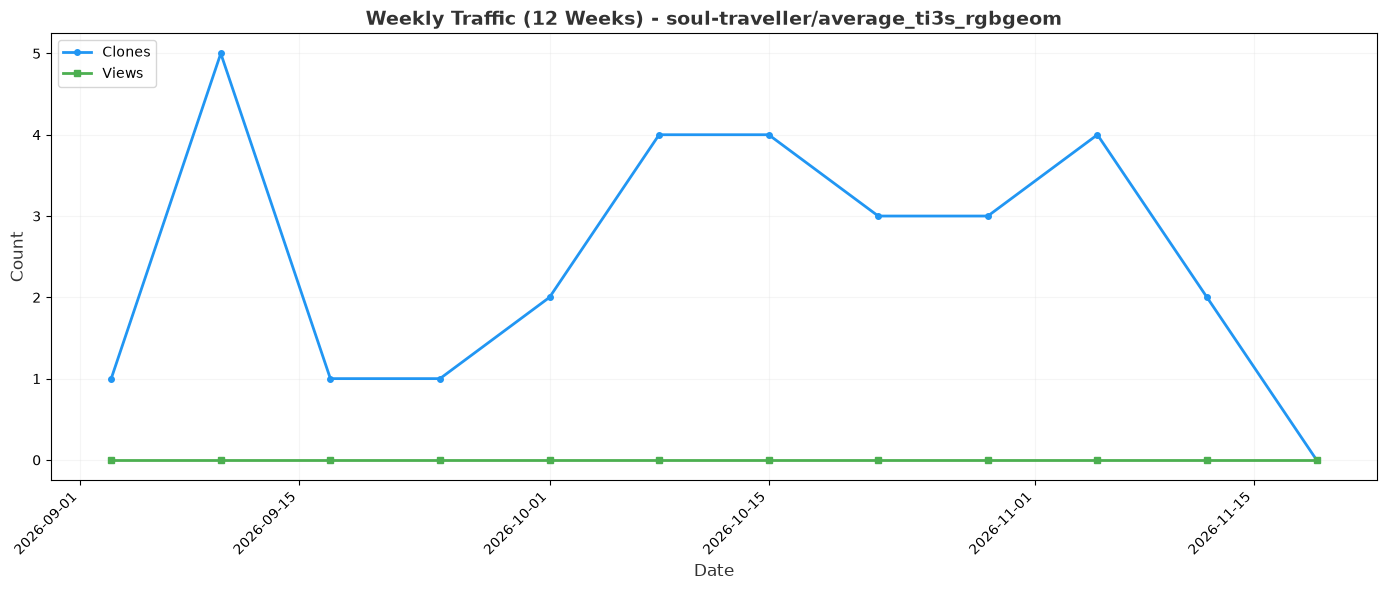 Weekly Traffic (12 Weeks) - soul-traveller/average_ti3s_rgbgeom
Clones
Views
Count
5
4
3
2
1
0
2026-09-01
2026-09-15
2026-10-01
2026-10-15
2026-11-01
2026-11-15
Date